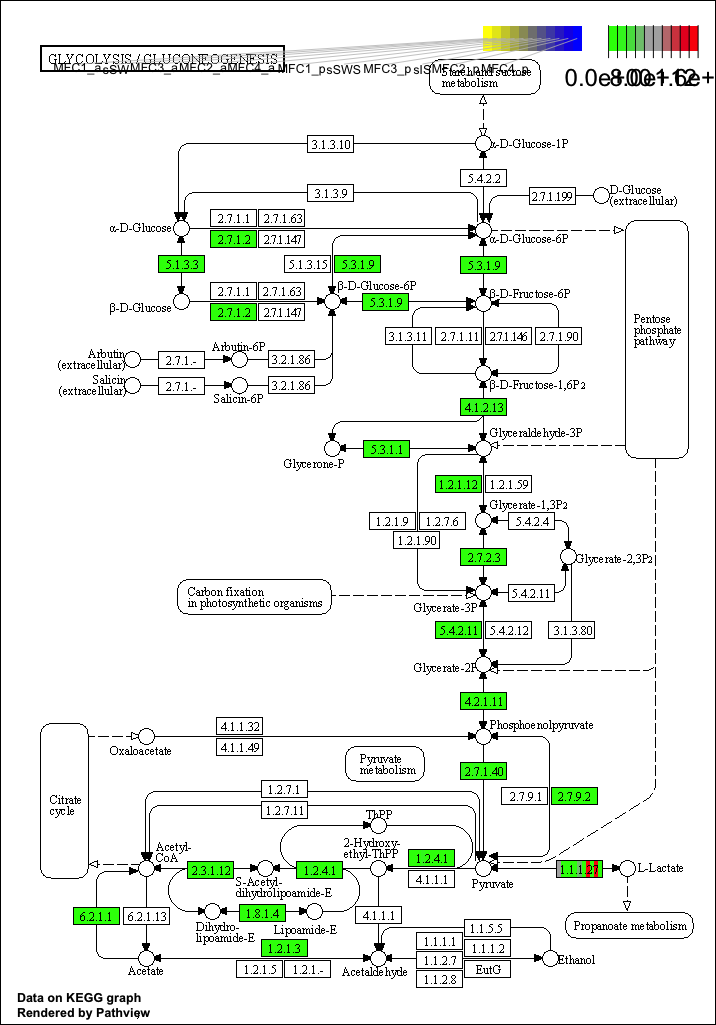 GLYCOLYSIS / GLUCONEOGENESIS
MFC1_a
sSW
MFC3_a
MFC2_a
MFC4_a
MFC1_p
sSWS
MFC3_p
sIS
MFC2_p
MFC4_p
Starch and sucrose
metabolism
3.1.3.10
α-D-Glucose-1P
5.4.2.2
3.1.3.9
2.7.1.199
D-Glucose
(extracellular)
α-D-Glucose
2.7.1.1
2.7.1.63
2.7.1.2
2.7.1.147
α-D-Glucose-6P
5.1.3.3
5.1.3.15
5.3.1.9
5.3.1.9
β-D-Glucose-6P
β-D-Glucose
2.7.1.1
2.7.1.63
2.7.1.2
2.7.1.147
5.3.1.9
β-D-Fructose-6P
Pentose
phosphate
pathway
3.1.3.11
2.7.1.11
2.7.1.146
2.7.1.90
Arbutin
(extracellular)
2.7.1.-
Arbutin-6P
3.2.1.86
Salicin
(extracellular)
2.7.1.-
Salicin-6P
3.2.1.86
β-D-Fructose-1,6P2
4.1.2.13
Glyceraldehyde-3P
5.3.1.1
Glycerone-P
1.2.1.12
1.2.1.59
Glycerate-1,3P2
1.2.1.9
1.2.7.6
1.2.1.90
5.4.2.4
2.7.2.3
Glycerate-2,3P2
Carbon fixation
in photosynthetic organisms
5.4.2.11
Glycerate-3P
5.4.2.11
5.4.2.12
3.1.3.80
Glycerate-2P
4.2.1.11
4.1.1.32
Phosphoenolpyruvate
Oxaloacetate
4.1.1.49
Pyruvate
metabolism
2.7.1.40
Citrate
cycle
1.2.7.1
2.7.9.1
2.7.9.2
1.2.7.11
ThPP
Acetyl-
CoA
2-Hydroxy-
ethyl-ThPP
2.3.1.12
S-Acetyl-
dihydrolipoamide-E
1.2.4.1
1.2.4.1
4.1.1.1
Pyruvate
1.1.1.27
L-Lactate
6.2.1.1
6.2.1.13
1.8.1.4
Dihydro-
lipoamide-E
Lipoamide-E
4.1.1.1
Propanoate metabolism
1.2.1.3
1.2.1.5
1.2.1.-
Acetate
Acetaldehyde
1.1.5.5
1.1.1.1
1.1.1.2
1.1.2.7
EutG
1.1.2.8
Ethanol
Data on KEGG graph
Rendered by Pathview